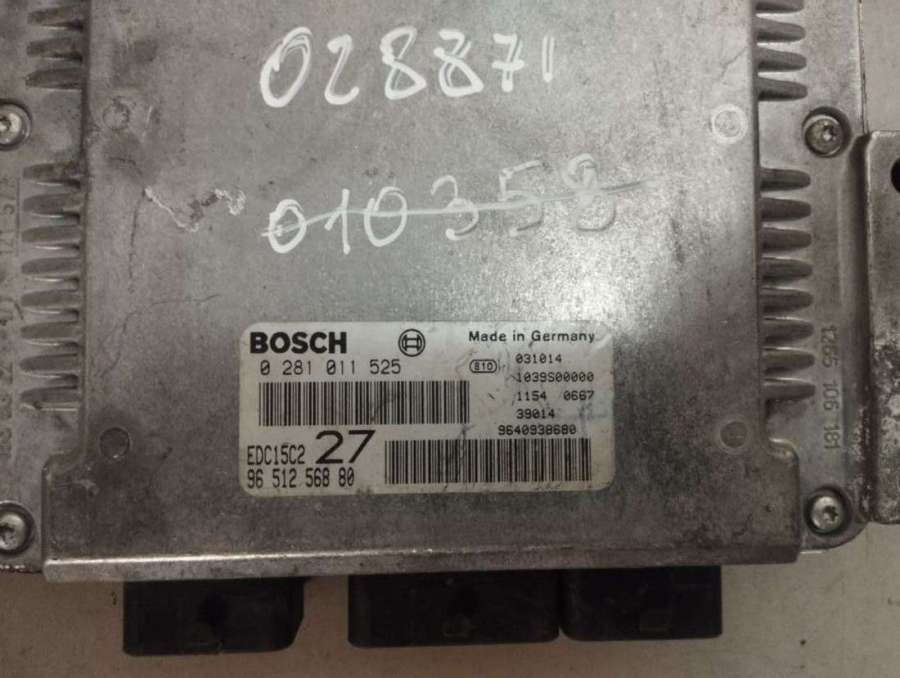 028871
010358
BOSCH
Made in Germany
0 281 011 525
810
031014
1039S00000
1154 0667
39014
9640938680
EDC15C2 27
96 512 568 80